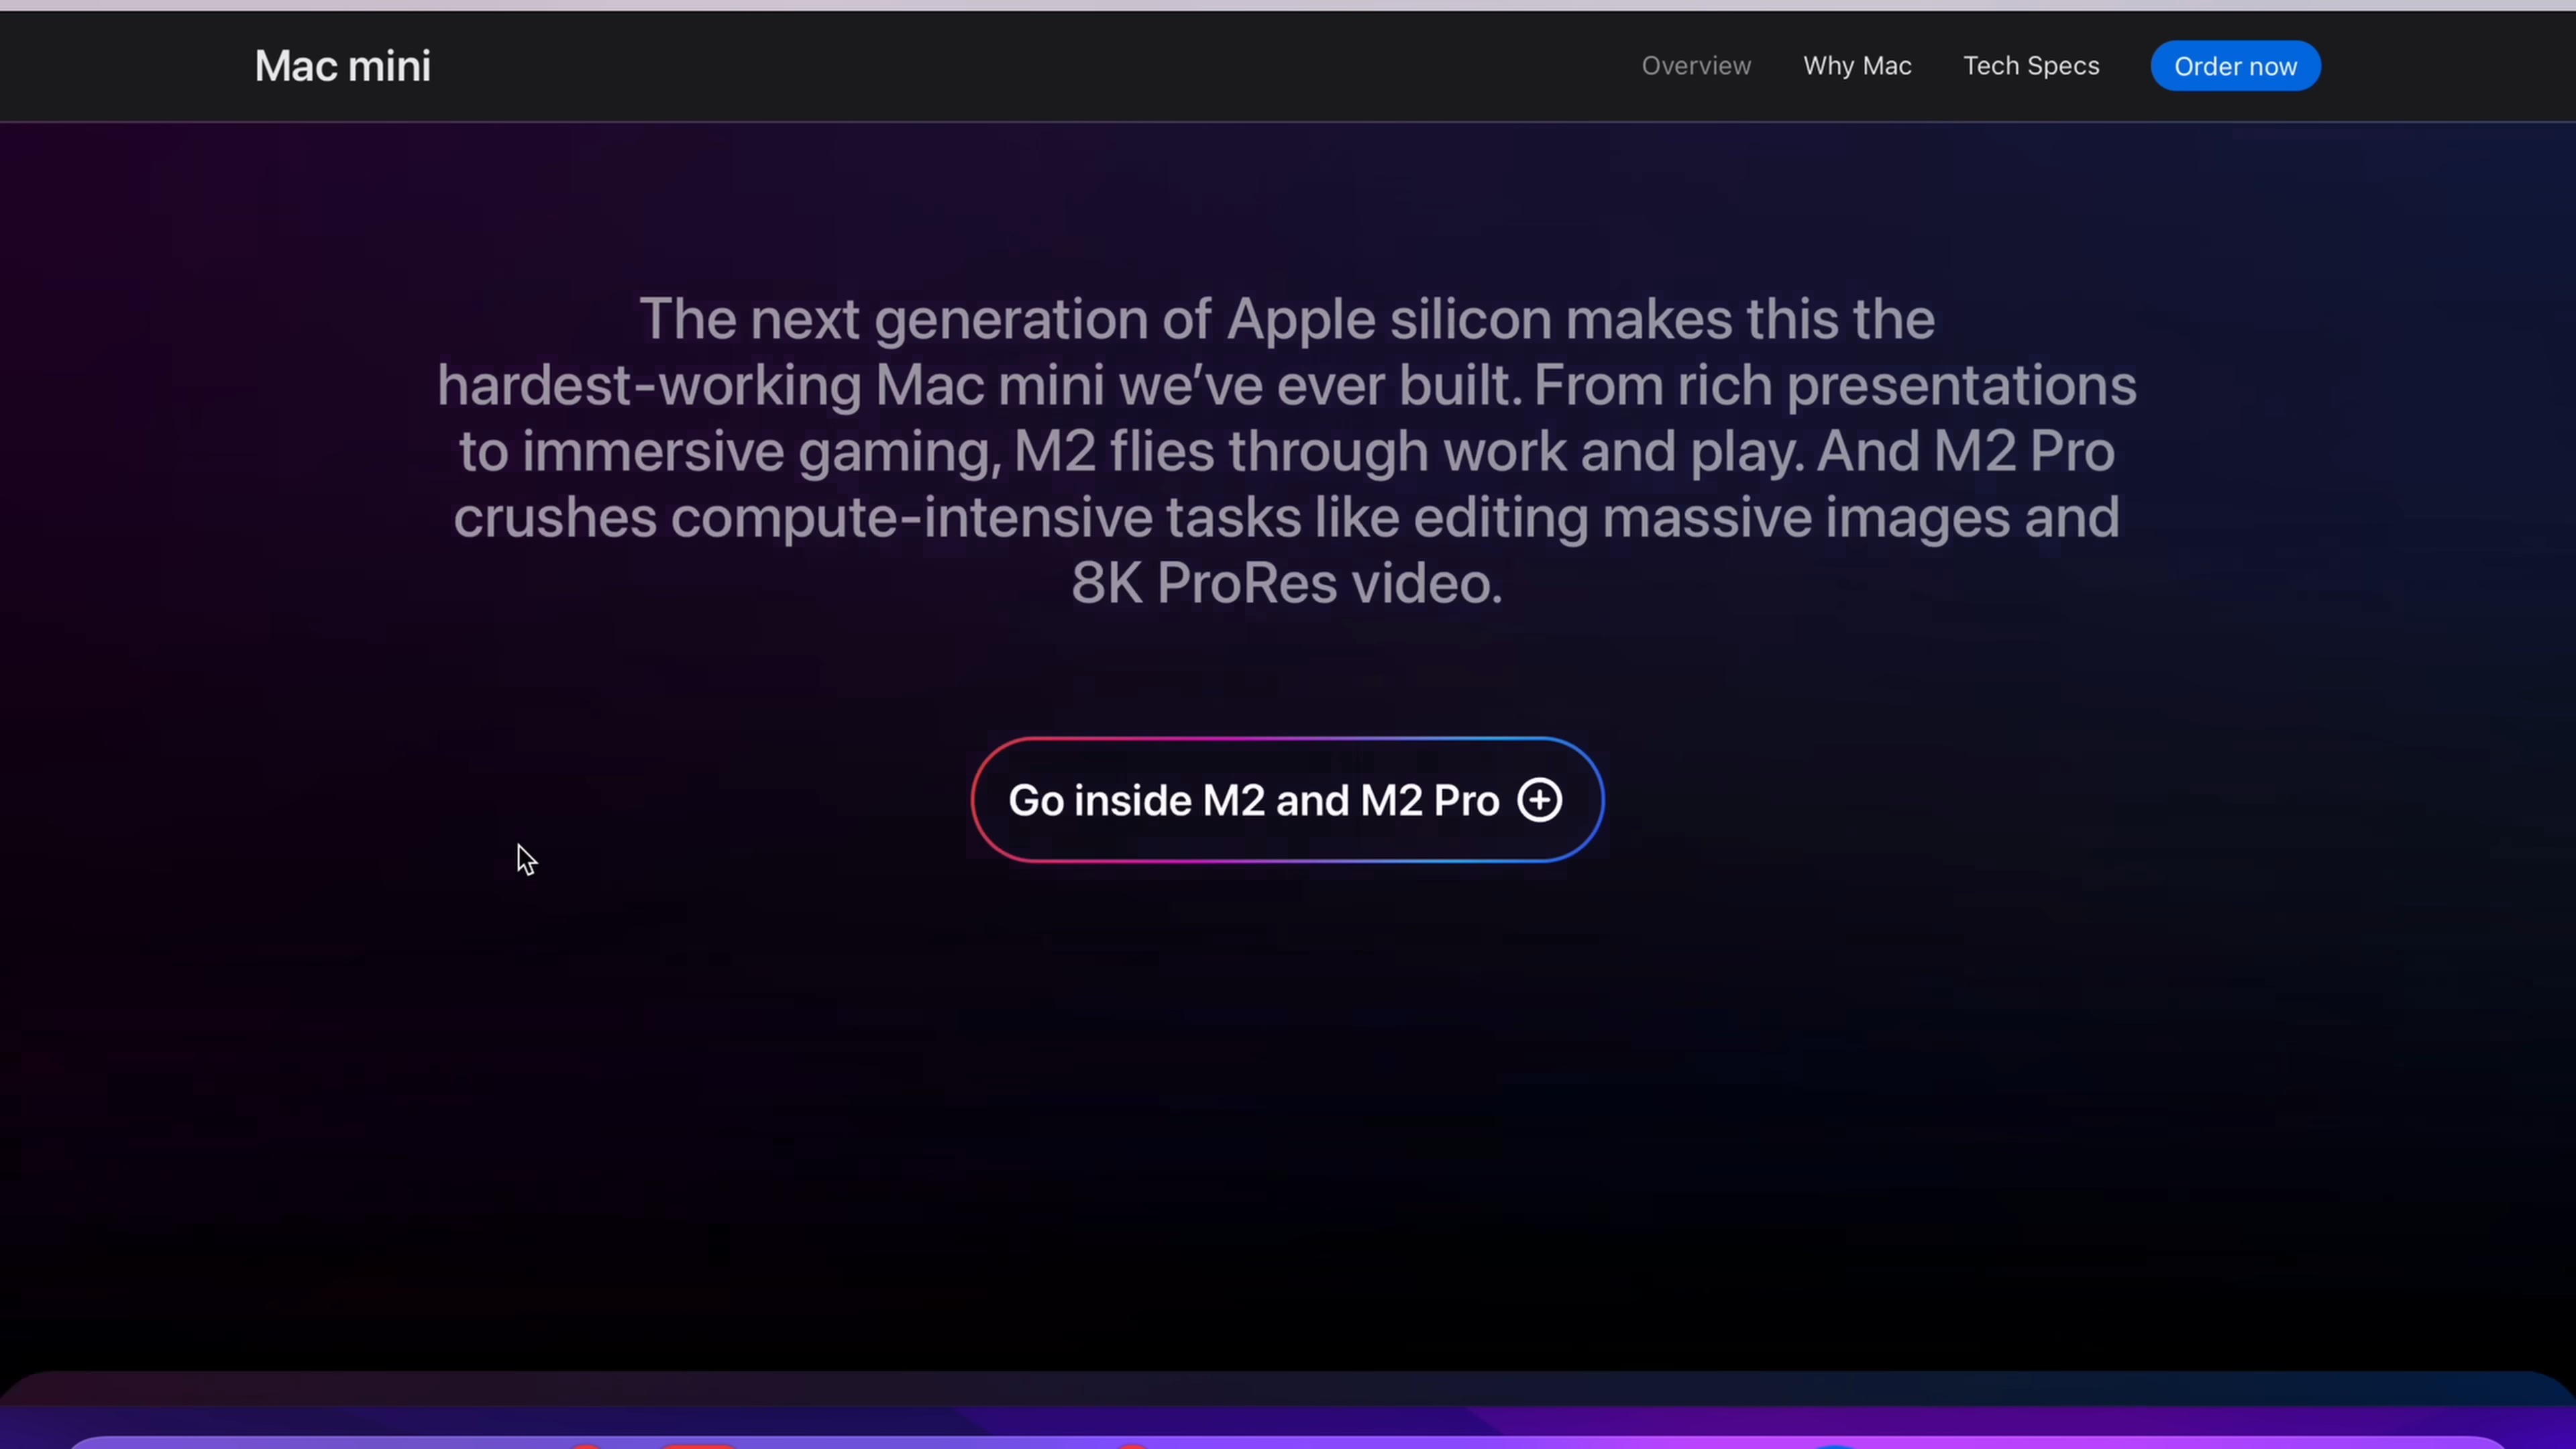 Mac mini
Overview
Why Mac
Tech Specs
Order now
The next generation of Apple silicon makes this the
hardest-working Mac mini we’ve ever built. From rich presentations
to immersive gaming, M2 flies through work and play. And M2 Pro
crushes compute-intensive tasks like editing massive images and
8K ProRes video.
Go inside M2 and M2 Pro